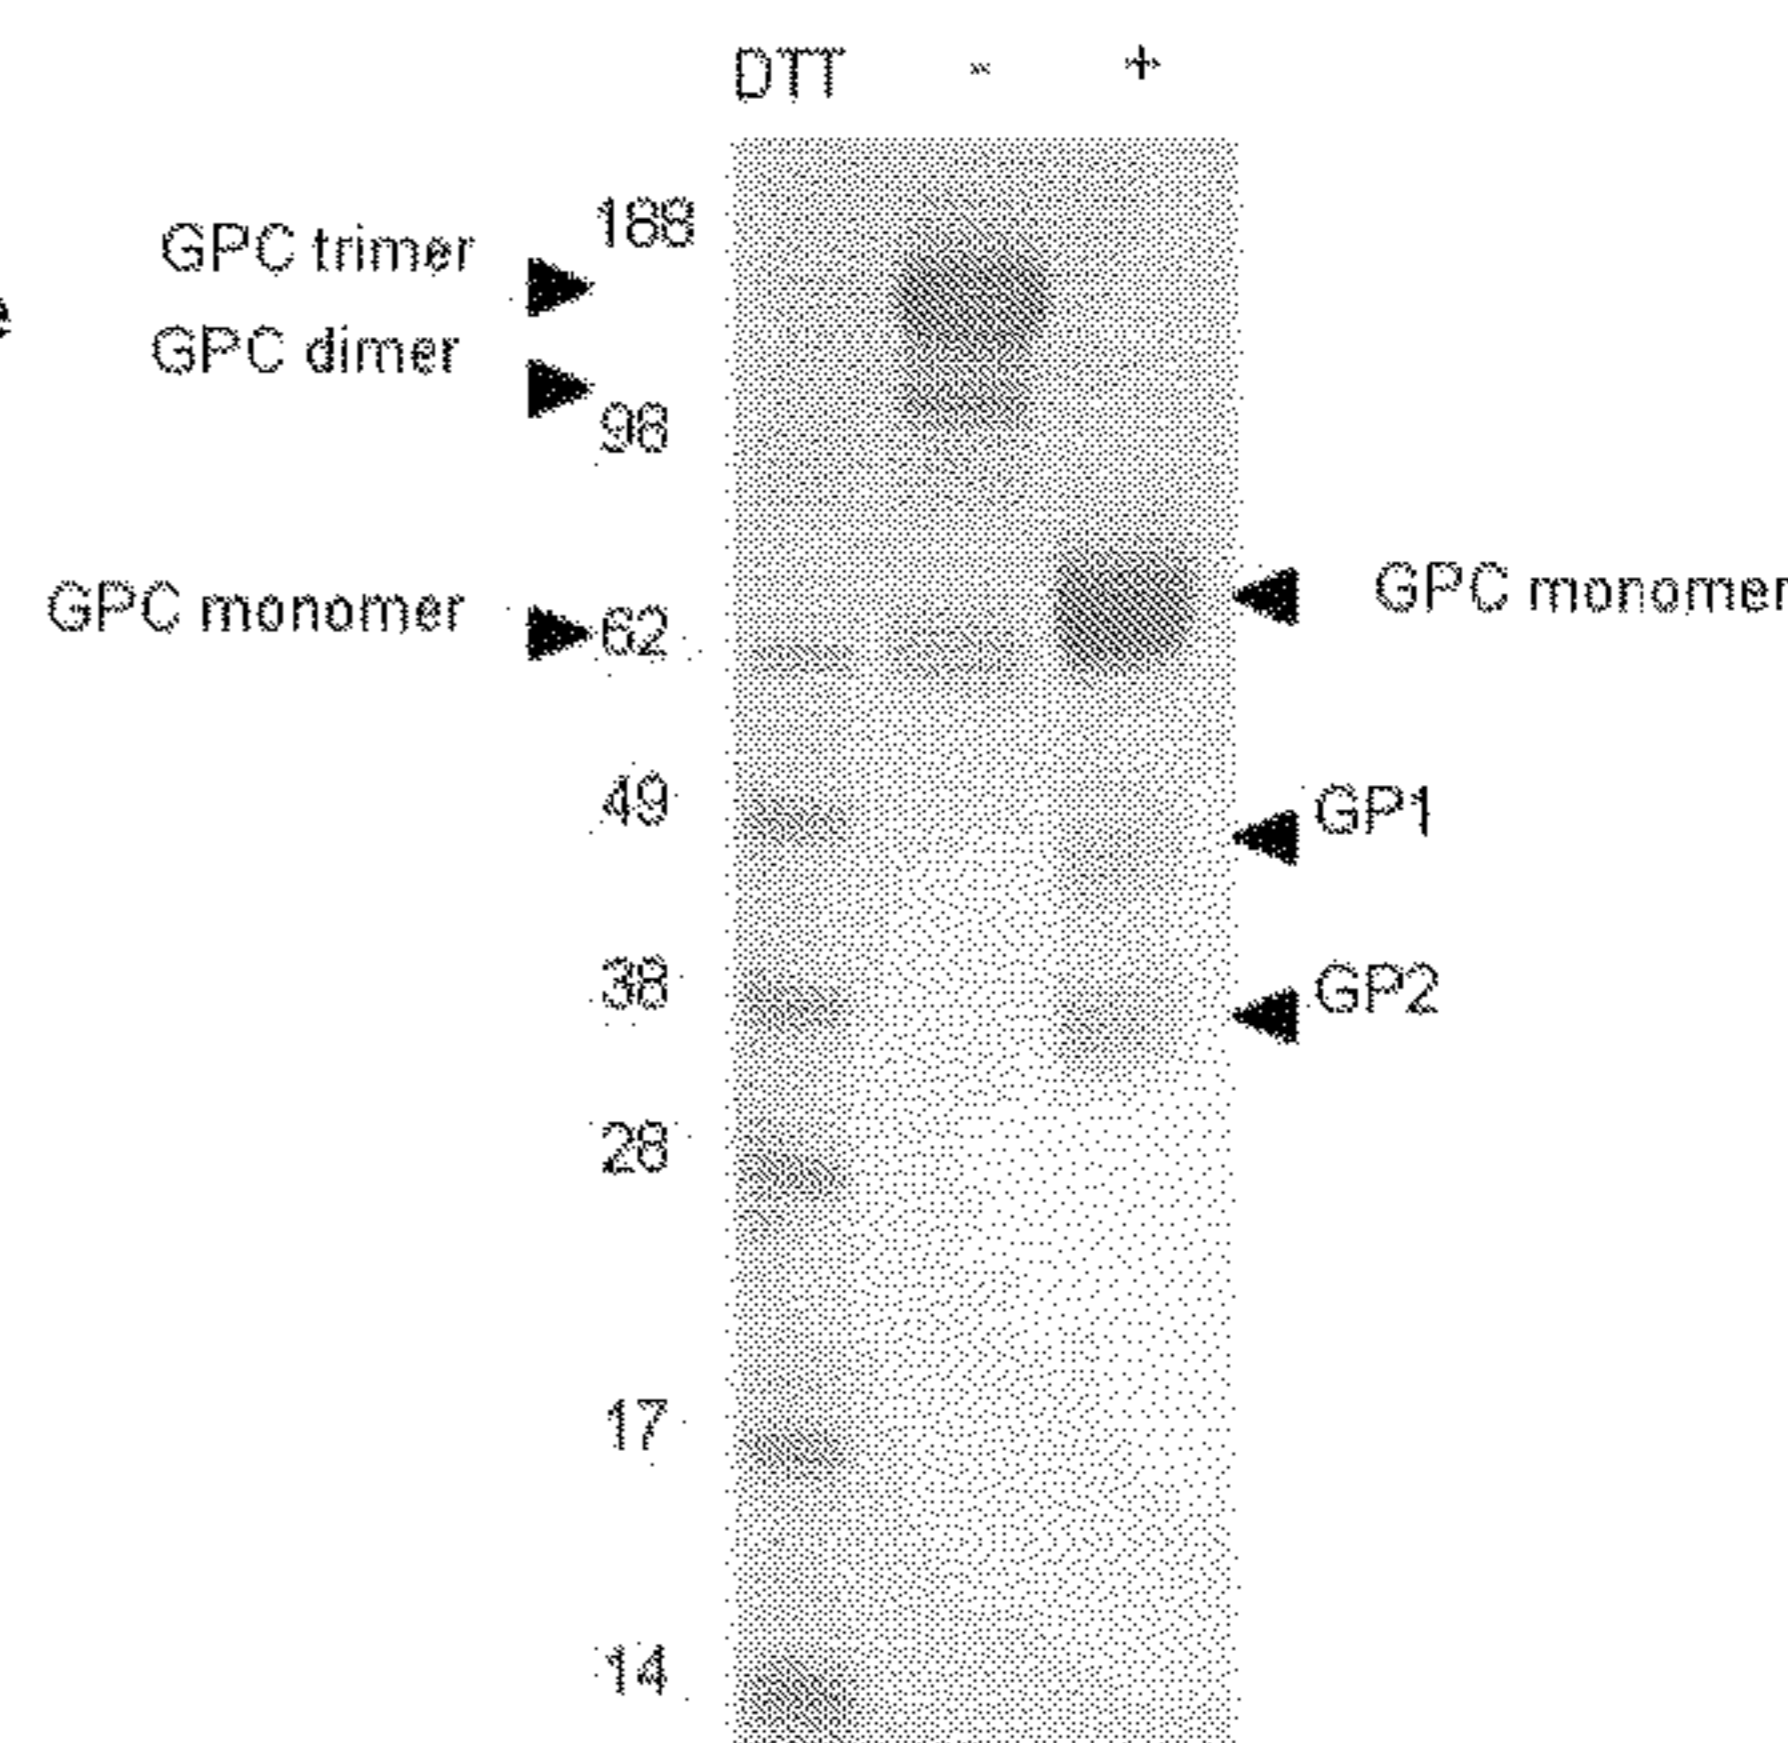 DTT - +
188
GPC trimer
e
GPC dimer
98
GPC monomer
GPC monomer
62
49
GP1
38
GP2
28
17
14